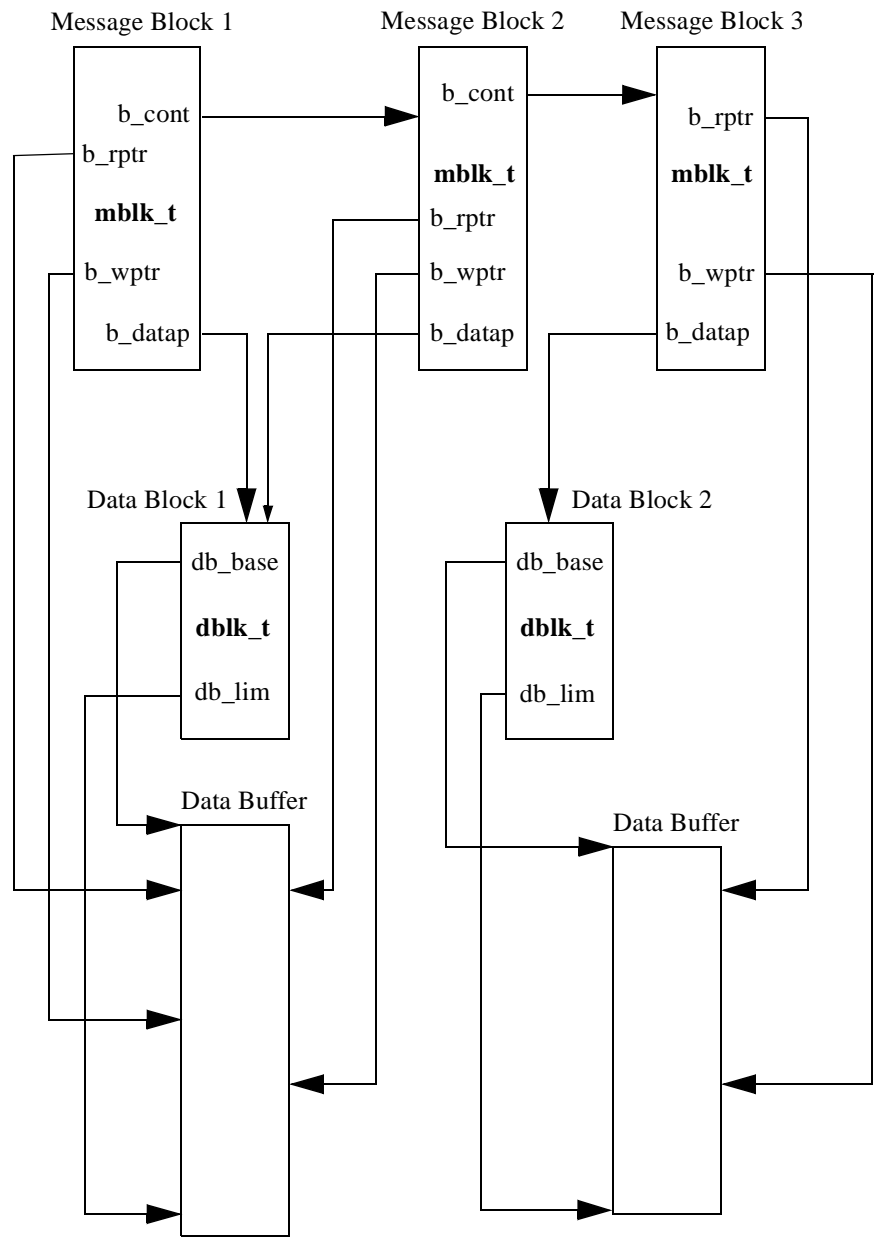 Message Block 1
Message Block 2
Message Block 3
b_cont
b_rptr
mblk_t
b_wptr
b_datap
b_cont
mblk_t
b_rptr
b_wptr
b_datap
b_rptr
mblk_t
b_wptr
b_datap
Data Block 1
db_base
dblk_t
db_lim
Data Block 2
db_base
dblk_t
db_lim
Data Buffer
Data Buffer